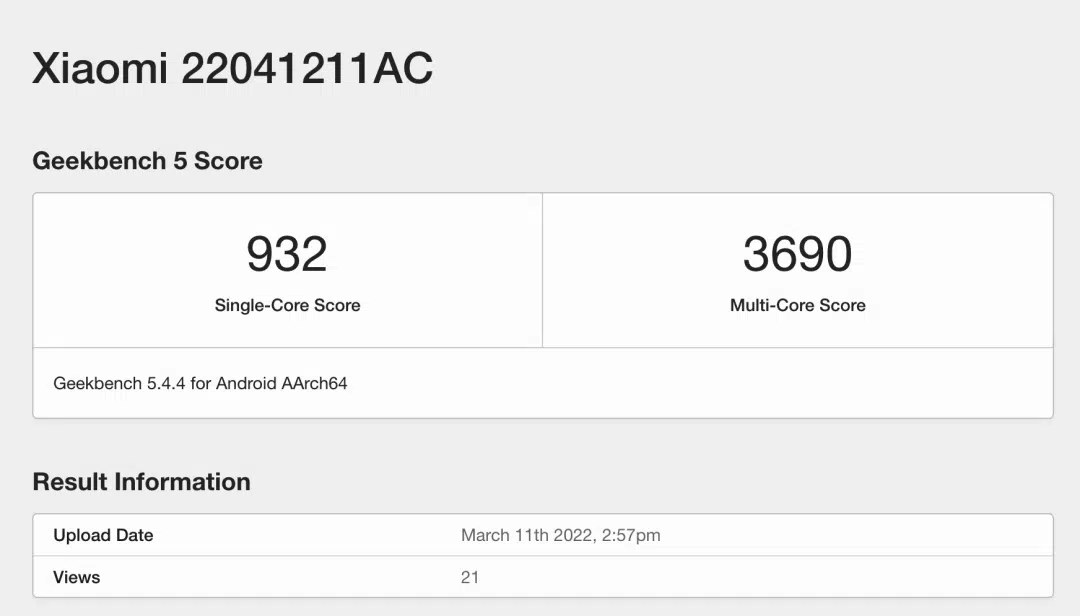 Xiaomi 22041211AC
Geekbench 5 Score
932
Single-Core Score
3690
Multi-Core Score
Geekbench 5.4.4 for Android AArch64
Result Information
Upload Date March 11th 2022, 2:57pm
Views 21